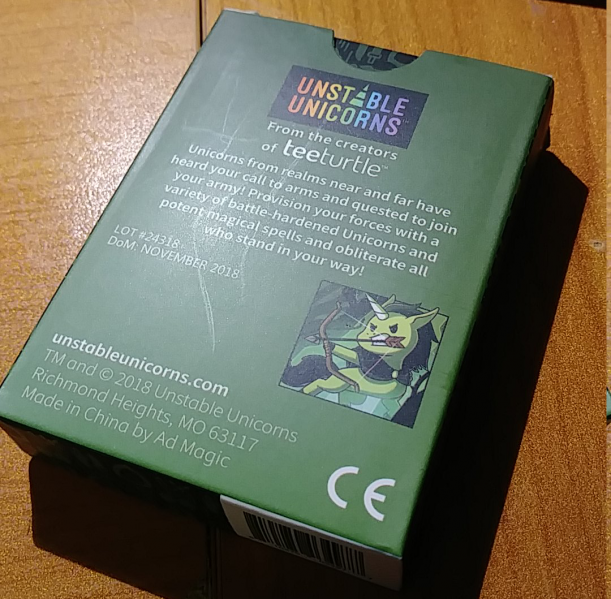 UNSTABLE
UNICORNS™
From the creators
of teeturtle™
Unicorns from realms near and far have
heard your call to arms and quested to join
your army! Provision your forces with a
variety of battle-hardened Unicorns and
potent magical spells and obliterate all
who stand in your way!
LOT #24318
DoM: NOVEMBER 2018
unstableunicorns.com
TM and © 2018 Unstable Unicorns
Richmond Heights, MO 63117
Made in China by Ad Magic
CE